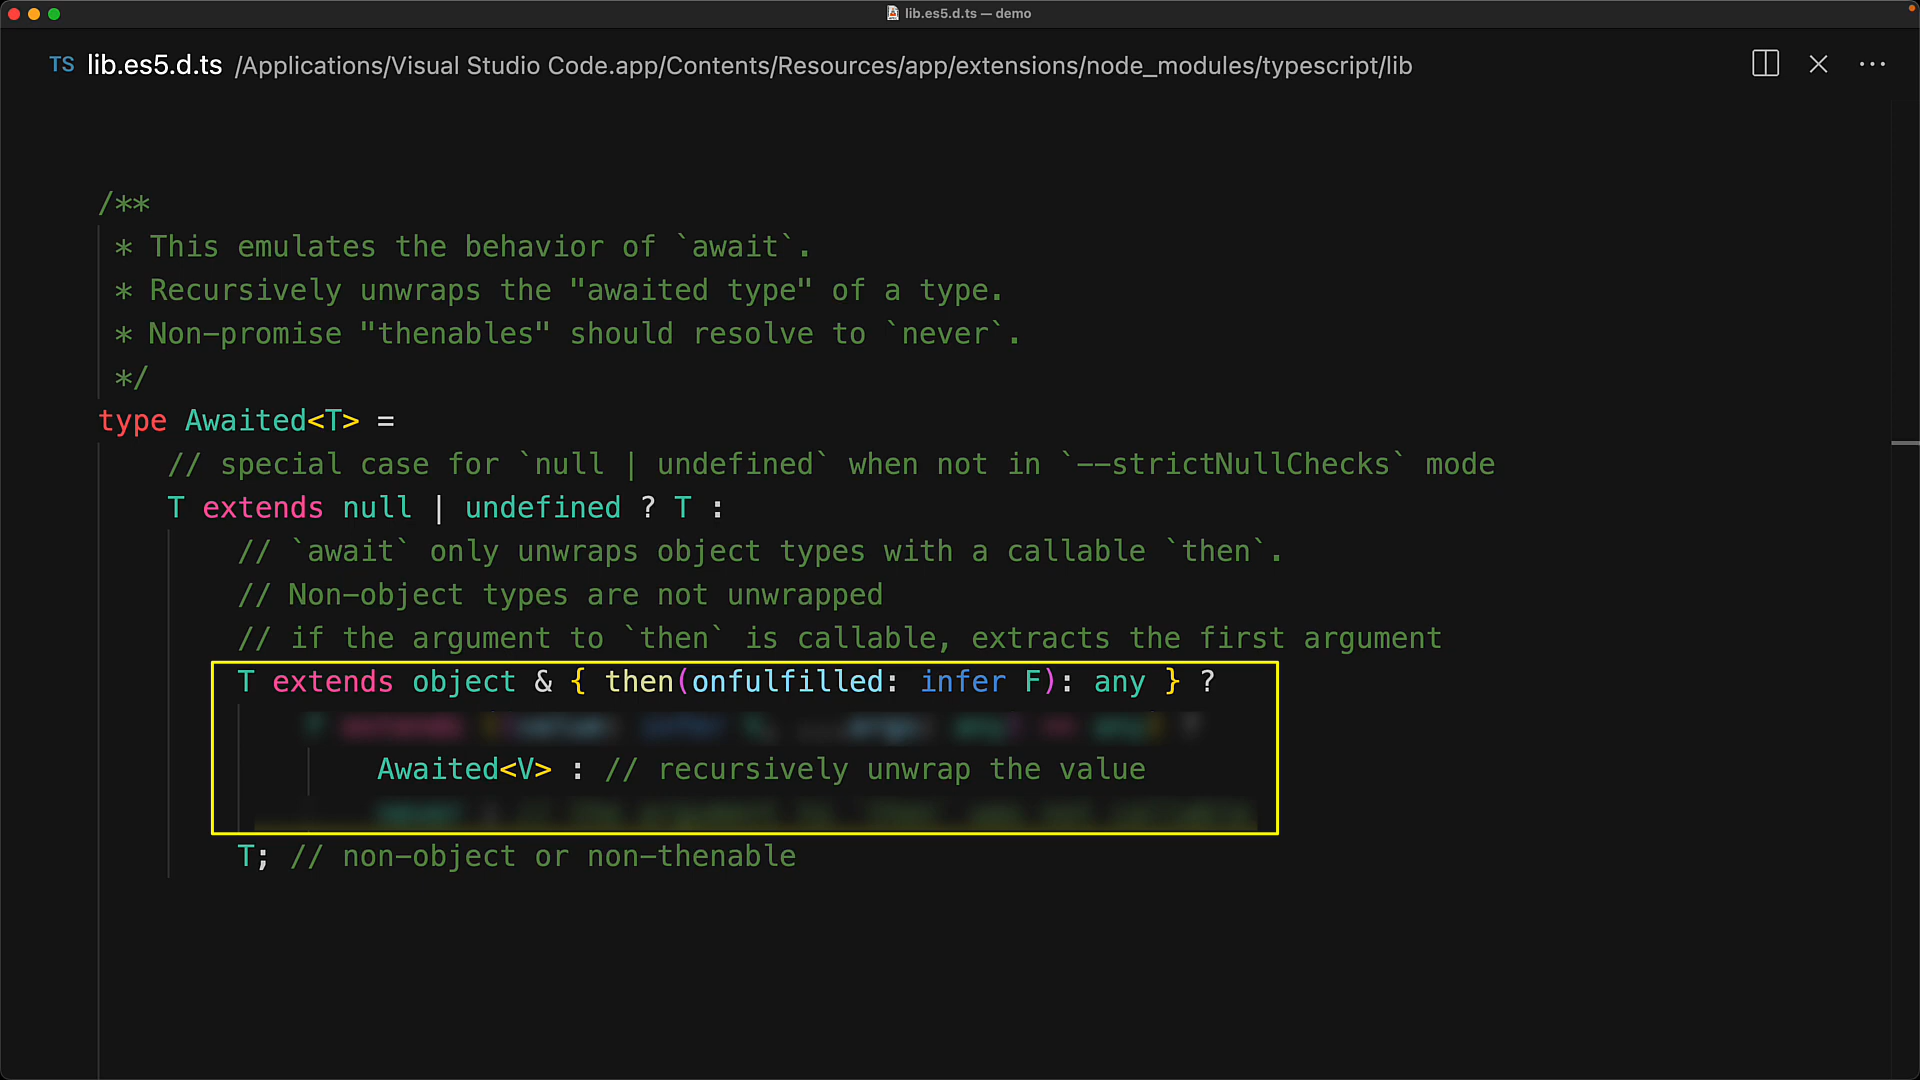 lib.es5.d.ts — demo
TS lib.es5.d.ts /Applications/Visual Studio Code.app/Contents/Resources/app/extensions/node_modules/typescript/lib
/**
* This emulates the behavior of `await`.
* Recursively unwraps the "awaited type" of a type.
* Non-promise "thenables" should resolve to `never`.
*/
type Awaited<T> =
// special case for `null | undefined` when not in `--strictNullChecks` mode
T extends null | undefined ? T :
// `await` only unwraps object types with a callable `then`.
// Non-object types are not unwrapped
// if the argument to `then` is callable, extracts the first argument
T extends object & { then(onfulfilled: infer F): any } ?
Awaited<V> : // recursively unwrap the value
T; // non-object or non-thenable